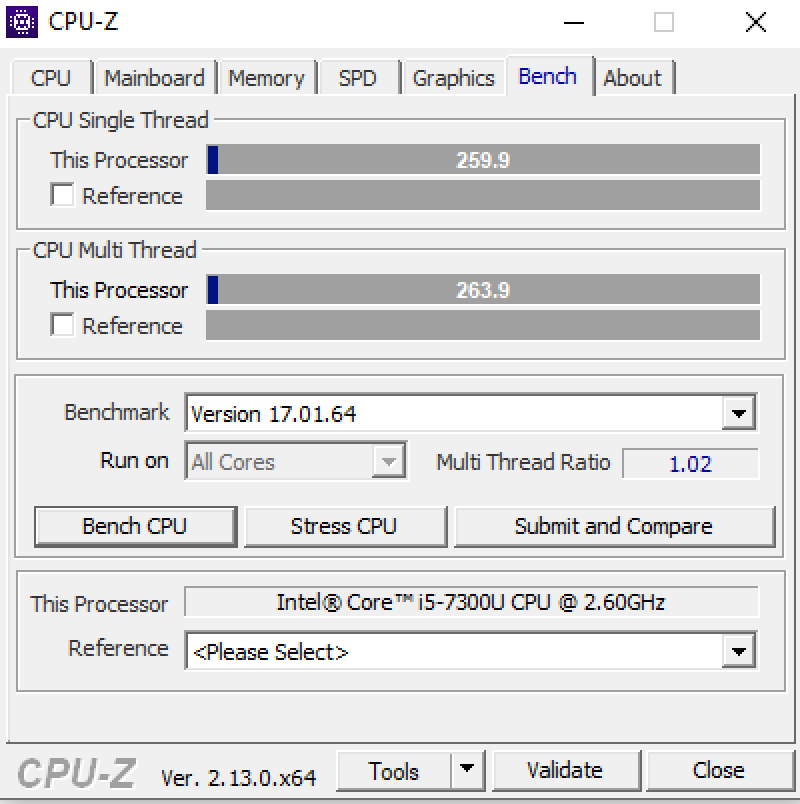 CPU-Z
CPU Mainboard Memory SPD Graphics Bench About
CPU Single Thread
This Processor 259.9
Reference
CPU Multi Thread
This Processor 263.9
Reference
Benchmark Version 17.01.64
Run on All Cores Multi Thread Ratio 1.02
Bench CPU Stress CPU Submit and Compare
This Processor Intel® Core™ i5-7300U CPU @ 2.60GHz
Reference <Please Select>
CPU-Z Ver. 2.13.0.x64 Tools Validate Close